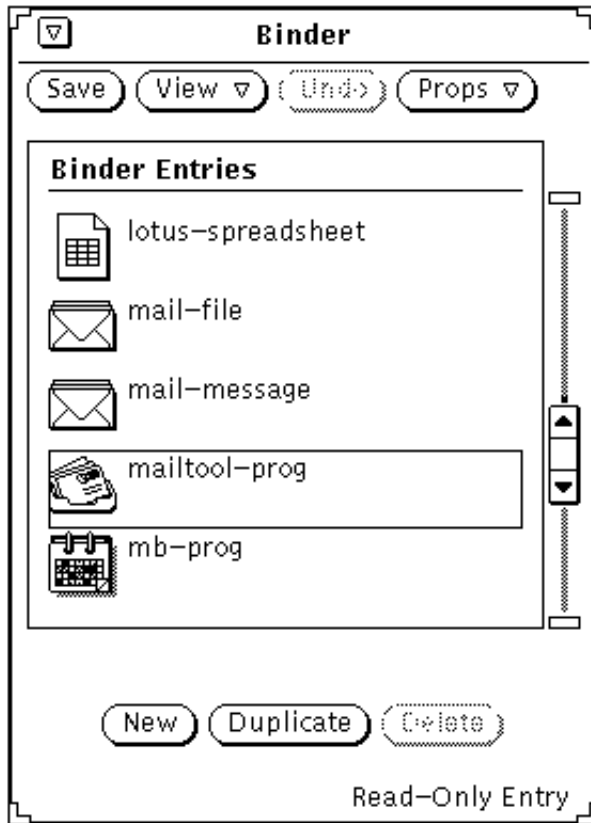 Binder
Save View Undo Props
Binder Entries
lotus-spreadsheet
mail-file
mail-message
mailtool-prog
mb-prog
New Duplicate Delete
Read-Only Entry